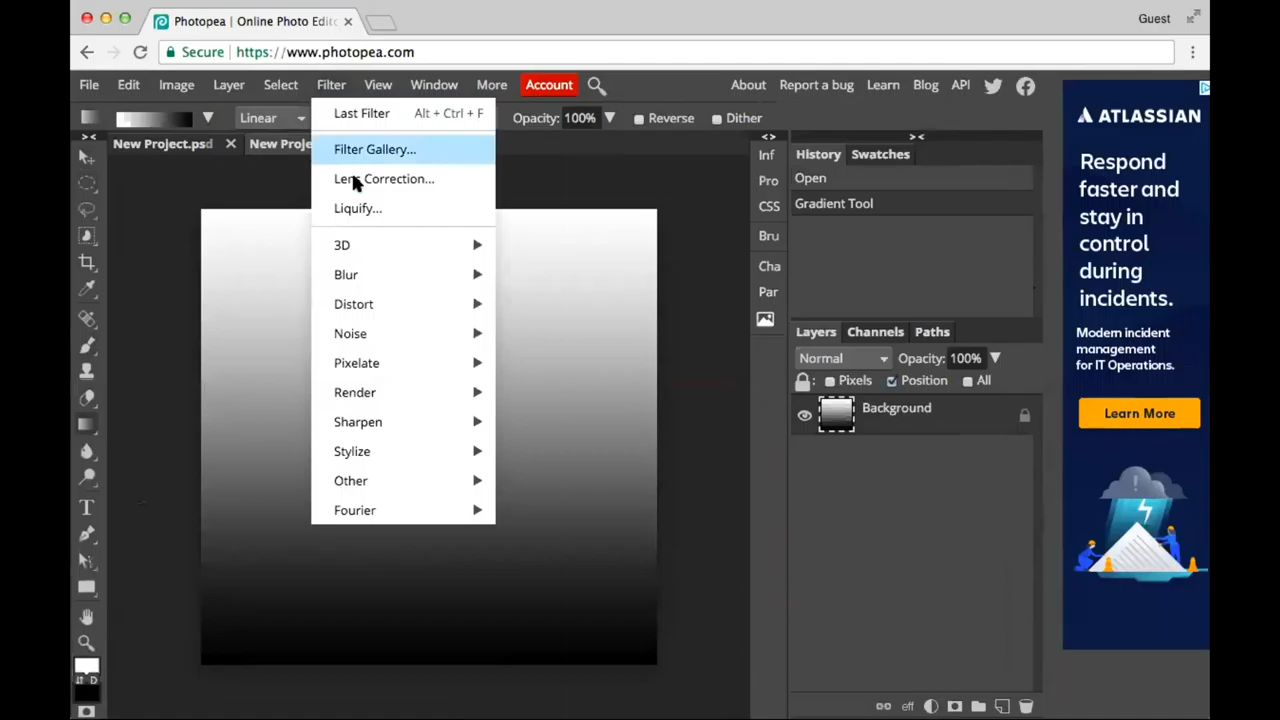 Photopea | Online Photo Edit
Guest
Secure https://www.photopea.com
File Edit Image Layer Select Filter View Window More Account About Report a bug Learn Blog API
Linear Opacity: 100% Reverse Dither
New Project.psd New Proje
Last Filter Alt + Ctrl + F
Filter Gallery...
Lens Correction...
Liquify...
3D
Blur
Distort
Noise
Pixelate
Render
Sharpen
Stylize
Other
Fourier
Inf
Pro
CSS
Bru
Cha
Par
History Swatches
Open
Gradient Tool
Layers Channels Paths
Normal Opacity: 100%
Pixels Position All
Background
eff
D
ATLASSIAN
Respond
faster and
stay in
control
during
incidents.
Modern incident
management
for IT Operations.
Learn More